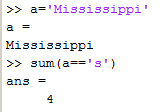 >> a='Mississippi'
a =
Mississippi
>> sum(a=='s')
ans =
4